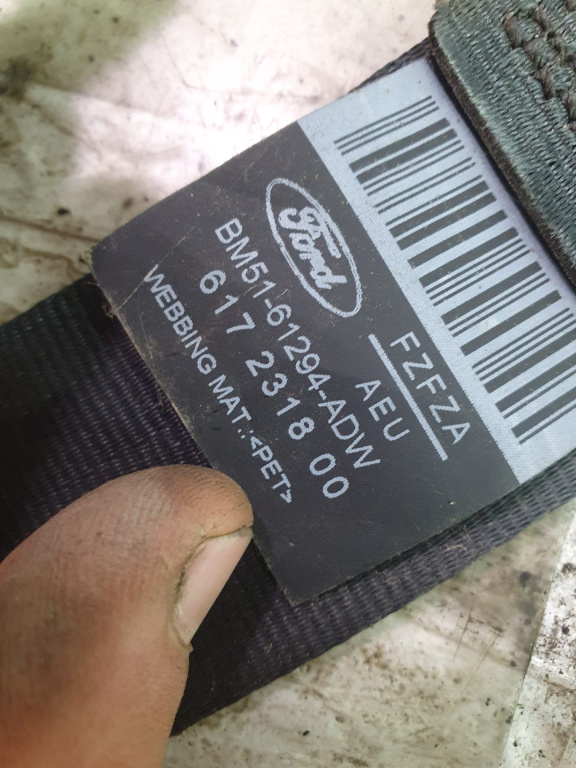 FZFZA
AEU
Ford
BM51-61294-ADW
617 2318 00
WEBBING MAT.:<PET>